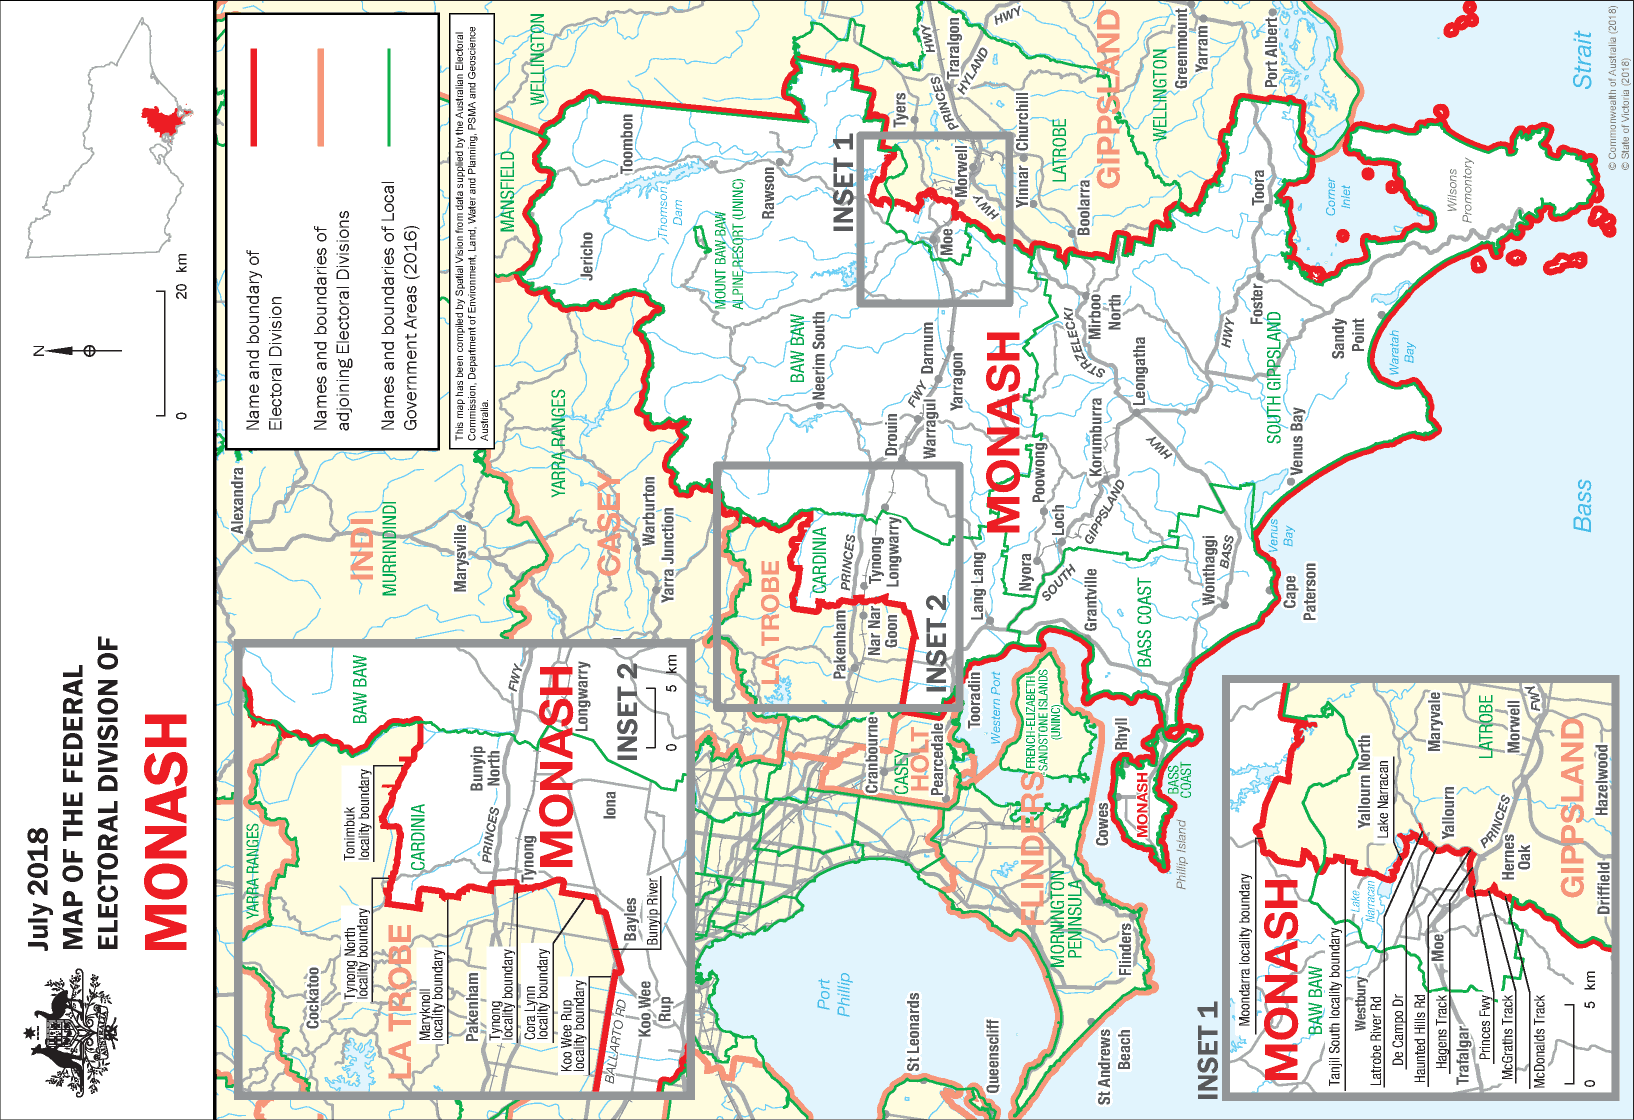 July 2018
MAP OF THE FEDERAL
ELECTORAL DIVISION OF
MONASH
N
0 20 km
Name and boundary of
Electoral Division
Names and boundaries of
adjoining Electoral Divisions
Names and boundaries of Local
Government Areas (2016)
This map has been compiled by Spatial Vision from data supplied by the Australian Electoral
Commission, Department of Environment, Land, Water and Planning, PSMA and Geoscience
Australia.
Alexandra
INDI
MURRINDINDI
Marysville
YARRA RANGES
CASEY
Warburton
Yarra Junction
MANSFIELD
WELLINGTON
Toombon
Jericho
Thomson
Dam
MOUNT BAW BAW
ALPINE RESORT (UNINC)
Rawson
BAW BAW
Neerim South
INSET 1
Tyers
PRINCES
HWY
Traralgon
HYLAND
HWY
Morwell
HWY
Moe
Churchill
Yinnar
LATROBE
Boolarra
GIPPSLAND
WELLINGTON
Greenmount
Yarram
Port Albert
Toora
Corner
Inlet
Wilsons
Promontory
Foster
HWY
SOUTH GIPPSLAND
Sandy
Point
Waratah
Bay
Venus Bay
Venus
Bay
Cape
Paterson
Bass
Strait
© Commonwealth of Australia (2018)
© State of Victoria (2018)
Darnum
FWY
Yarragon
Drouin
Warragul
MONASH
STRZELECKI
Mirboo
North
Leongatha
Korumburra
HWY
Poowong
Loch
GIPPSLAND
Nyora
SOUTH
Lang Lang
Grantville
BASS COAST
Wonthaggi
BASS
LA TROBE
CARDINIA
PRINCES
Tynong
Longwarry
Pakenham
Nar Nar
Goon
INSET 2
Tooradin
Western Port
FRENCH-ELIZABETH-
SANDSTONE ISLANDS
(UNINC)
Cranbourne
CASEY
HOLT
Pearcedale
FLINDERS
Rhyll
Cowes
MONASH
BASS
COAST
Phillip Island
MORNINGTON
PENINSULA
Flinders
Port
Phillip
St Leonards
Queenscliff
St Andrews
Beach
YARRA RANGES
BAW BAW
Tonimbuk
locality boundary
CARDINIA
Bunyip
North
PRINCES
FWY
MONASH
Longwarry
INSET 2
0 5 km
Iona
Tynong
Bayles
Bunyip River
Cockatoo
Tynong North
locality boundary
LA TROBE
Maryknoll
locality boundary
Pakenham
Tynong
locality boundary
Cora Lynn
locality boundary
Koo Wee Rup
locality boundary
BALLARTO RD
Koo Wee
Rup
INSET 1
Moondarra locality boundary
MONASH
BAW BAW
Tanjil South locality boundary
Westbury
Lake
Narracan
Latrobe River Rd
De Campo Dr
Haunted Hills Rd
Moe
Hagens Track
Trafalgar
Princes Fwy
McGraths Track
McDonalds Track
0 5 km
Yallourn North
Lake Narracan
Yallourn
Maryvale
LATROBE
Morwell
FWY
PRINCES
Hernes
Oak
GIPPSLAND
Hazelwood
Driffield